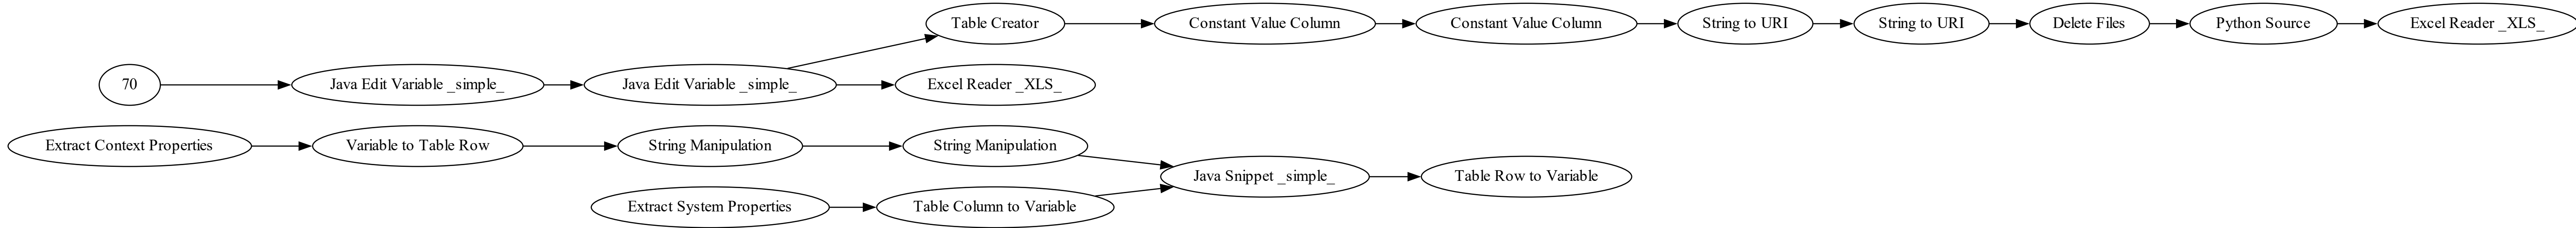 Table Creator
Constant Value Column
Constant Value Column
String to URI
String to URI
Delete Files
Python Source
Excel Reader _XLS_
70
Java Edit Variable _simple_
Java Edit Variable _simple_
Excel Reader _XLS_
Extract Context Properties
Variable to Table Row
String Manipulation
String Manipulation
Java Snippet _simple_
Table Row to Variable
Extract System Properties
Table Column to Variable